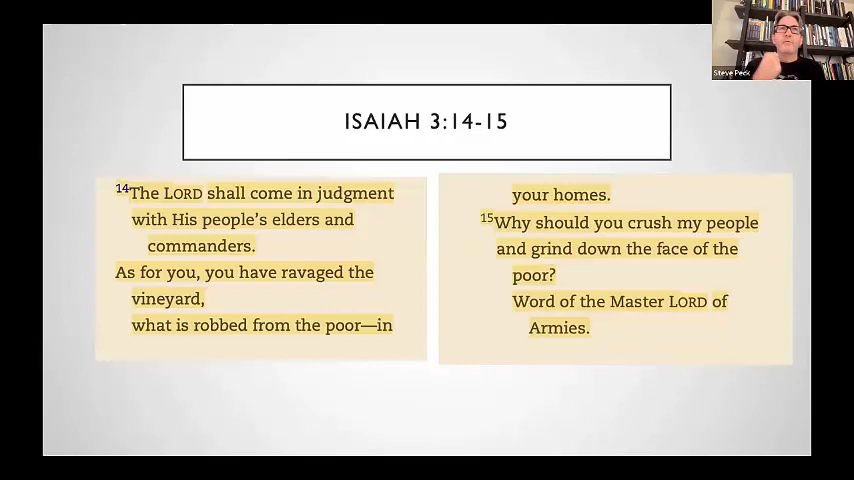 Steve Peck
ISAIAH 3:14-15
14The LORD shall come in judgment
with His people's elders and
commanders.
As for you, you have ravaged the
vineyard,
what is robbed from the poor—in
your homes.
15Why should you crush my people
and grind down the face of the
poor?
Word of the Master LORD of
Armies.